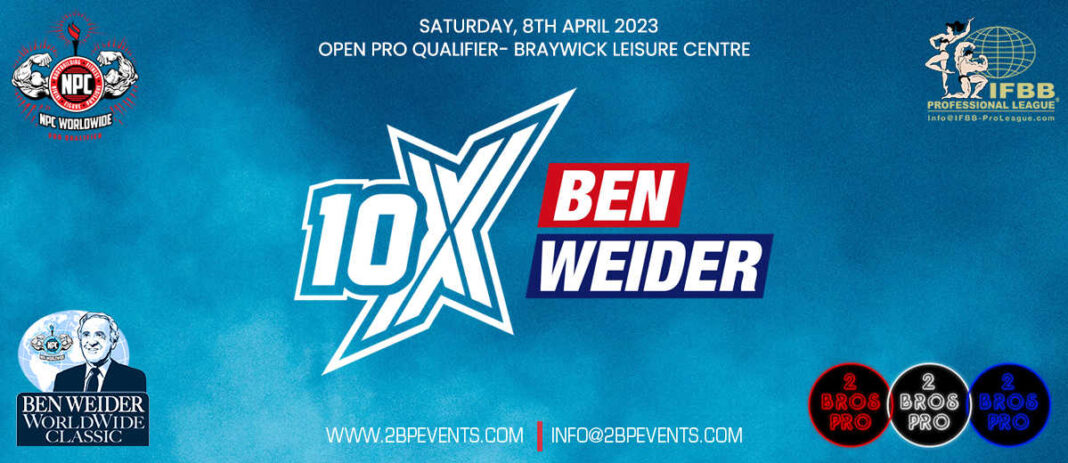 SATURDAY, 8TH APRIL 2023
OPEN PRO QUALIFIER- BRAYWICK LEISURE CENTRE
NPC
NPC WORLDWIDE
IFBB
PROFESSIONAL LEAGUE®
Info@IFBB-ProLeague.com
10X
BEN
WEIDER
NPC
BEN WEIDER
WORLDWIDE
CLASSIC
2
BROS
PRO
2
BROS
PRO
2
BROS
PRO
WWW.2BPEVENTS.COM | INFO@2BPEVENTS.COM